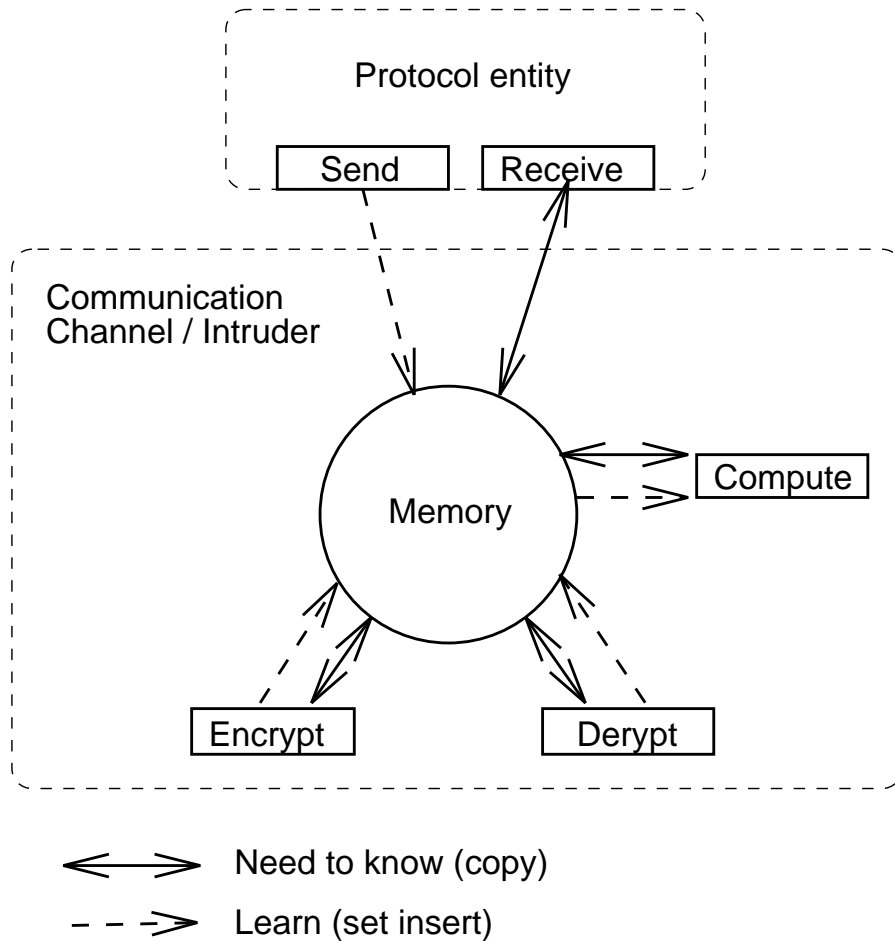 Protocol entity
Send
Receive
Communication
Channel / Intruder
Compute
Memory
Encrypt
Derypt
Need to know (copy)
Learn (set insert)